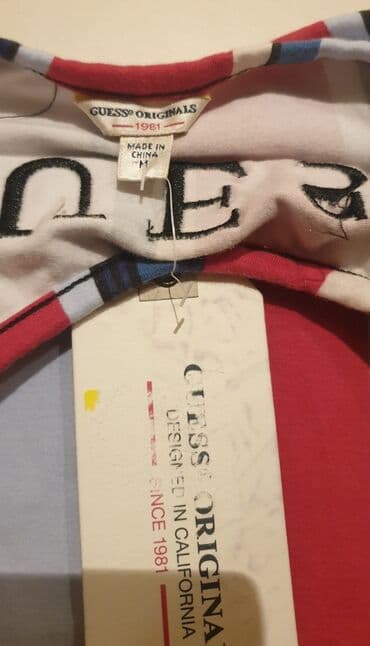 GUESS® ORIGINALS
1981
MADE IN
CHINA
M
U E S
GUESS® ORIGINA
DESIGNED IN CALIFORNIA
SINCE 1981